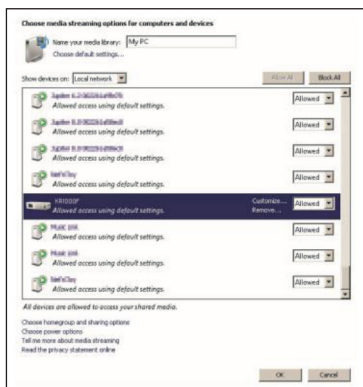 Choose media streaming options for computers and devices
Name your media library: My PC
Choose default settings...
Show devices on: Local network Allow All Block All
Allowed
Allowed access using default settings.
Allowed
Allowed access using default settings.
Allowed
Allowed access using default settings.
Allowed
Allowed access using default settings.
Customize... Allowed
Allowed access using default settings. Remove...
Allowed
Allowed access using default settings.
Allowed
Allowed access using default settings.
Allowed
Allowed access using default settings.
All devices are allowed to access your shared media.
Choose homegroup and sharing options
Choose power options
Tell me more about media streaming
Read the privacy statement online
OK Cancel